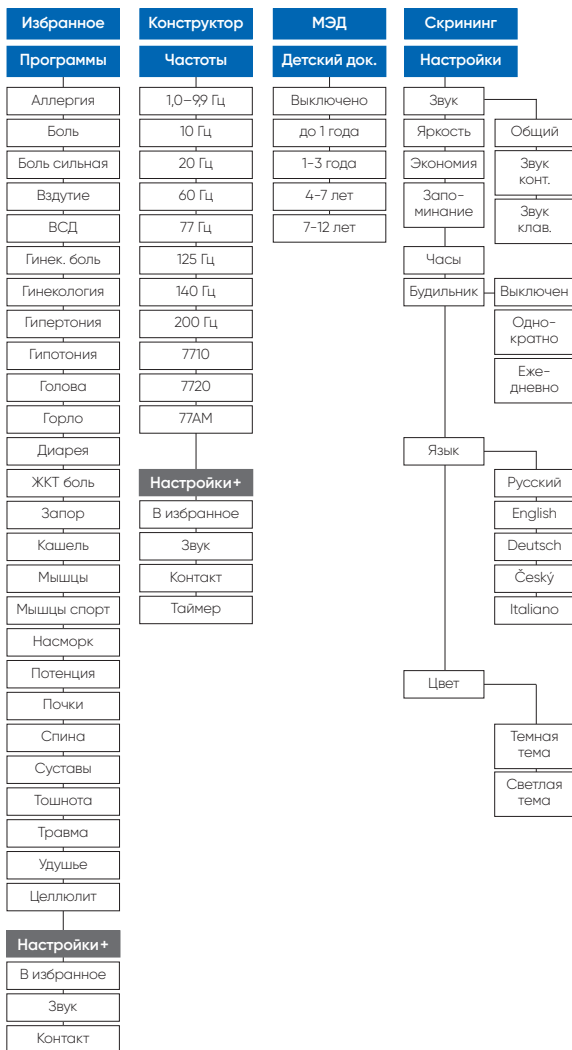 Избранное
Конструктор
МЭД
Скрининг
Программы
Частоты
Детский док.
Настройки
Аллергия
Боль
Боль сильная
Вздутие
ВСД
Гинек. боль
Гинекология
Гипертония
Гипотония
Голова
Горло
Диарея
ЖКТ боль
Запор
Кашель
Мышцы
Мышцы спорт
Насморк
Потенция
Почки
Спина
Суставы
Тошнота
Травма
Удушье
Целлюлит
Настройки+
В избранное
Звук
Контакт
1,0–9,9 Гц
10 Гц
20 Гц
60 Гц
77 Гц
125 Гц
140 Гц
200 Гц
7710
7720
77АМ
Настройки+
В избранное
Звук
Контакт
Таймер
Выключено
до 1 года
1-3 года
4-7 лет
7-12 лет
Звук
Яркость
Экономия
Запо-
минание
Часы
Будильник
Язык
Цвет
Общий
Звук
конт.
Звук
клав.
Выключен
Одно-
кратно
Еже-
дневно
Русский
English
Deutsch
Český
Italiano
Темная
тема
Светлая
тема